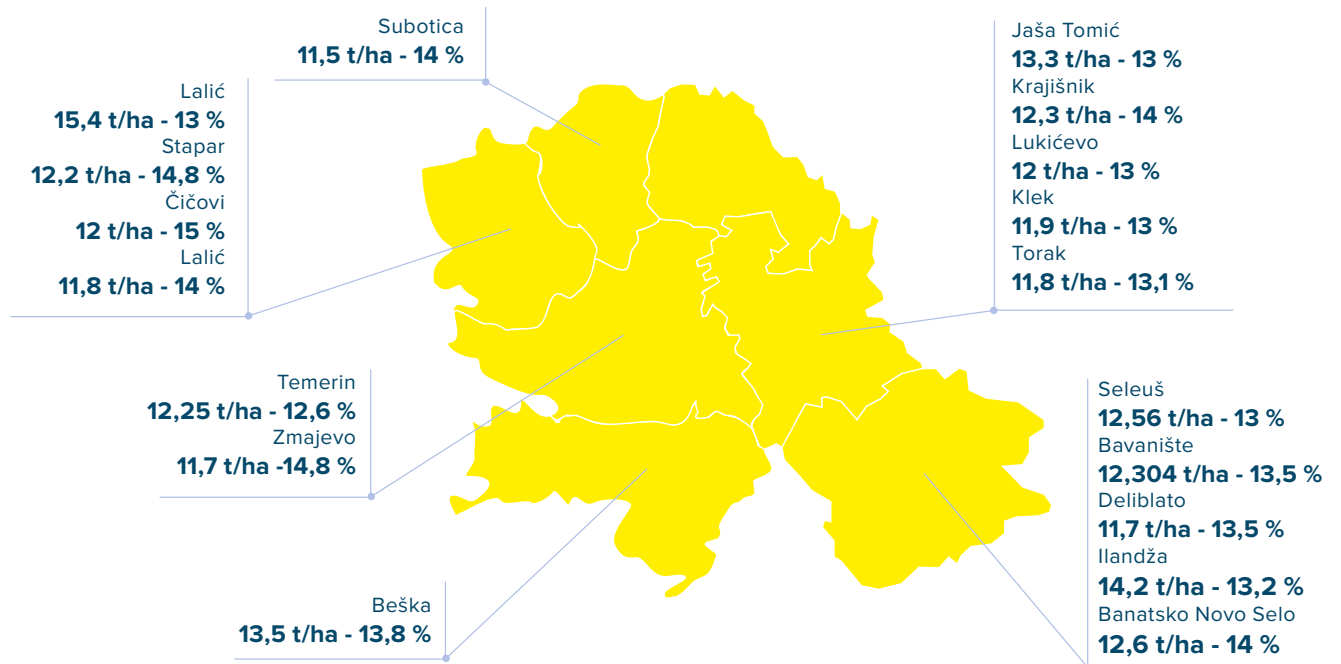 Subotica
11,5 t/ha - 14 %
Lalić
15,4 t/ha - 13 %
Stapar
12,2 t/ha - 14,8 %
Čičovi
12 t/ha - 15 %
Lalić
11,8 t/ha - 14 %
Temerin
12,25 t/ha - 12,6 %
Zmajevo
11,7 t/ha -14,8 %
Beška
13,5 t/ha - 13,8 %
Jaša Tomić
13,3 t/ha - 13 %
Krajišnik
12,3 t/ha - 14 %
Lukićevo
12 t/ha - 13 %
Klek
11,9 t/ha - 13 %
Torak
11,8 t/ha - 13,1 %
Seleuš
12,56 t/ha - 13 %
Bavanište
12,304 t/ha - 13,5 %
Deliblato
11,7 t/ha - 13,5 %
Ilandža
14,2 t/ha - 13,2 %
Banatsko Novo Selo
12,6 t/ha - 14 %